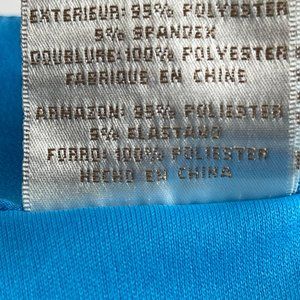 EXTERIEUR: 95% POLYESTER
5% SPANDEX
DOUBLURE: 100% POLYESTER
FABRIQUE EN CHINE
ARMAZON: 95% POLIESTER
5% ELASTANO
FORRO: 100% POLIESTER
HECHO EN CHINA